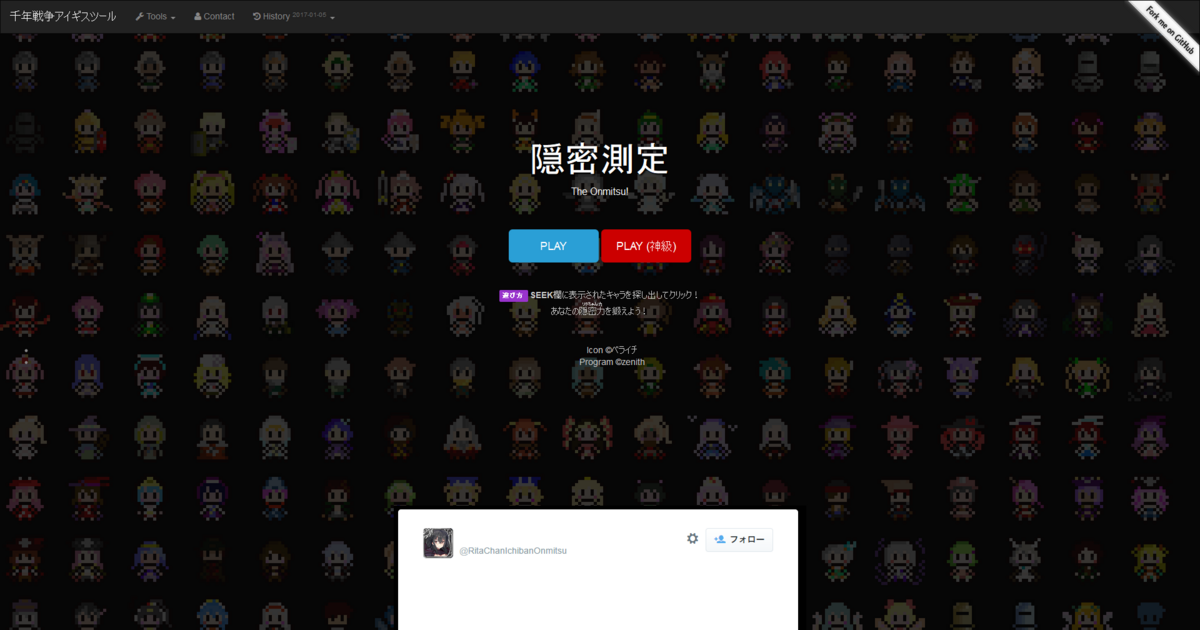 千年戦争アイギスツール Tools Contact History 2017-01-05
Fork me on GitHub
隠密測定
The Onmitsu!
PLAY PLAY (神級)
遊び方 SEEK欄に表示されたキャラを探し出してクリック！
あなたの隠密力を鍛えよう！
Icon ©ベライチ
Program ©zenith
@RitaChanIchibanOnmitsu フォロー